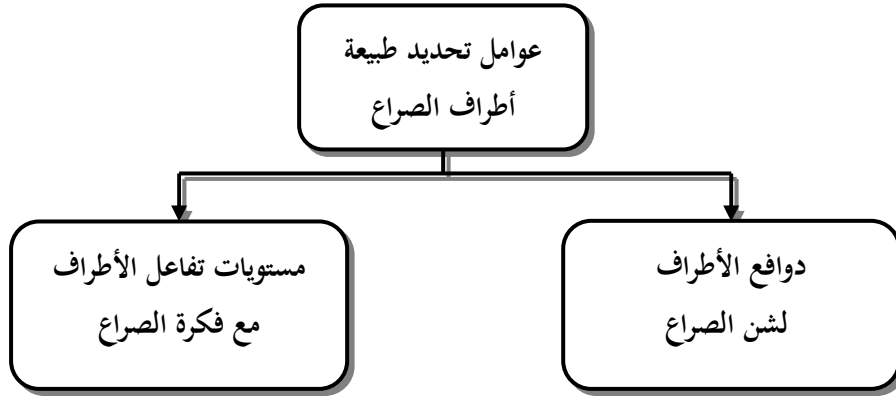 عوامل تحديد طبيعة
أطراف الصراع
دوافع الأطراف
لشن الصراع
مستويات تفاعل الأطراف
مع فكرة الصراع